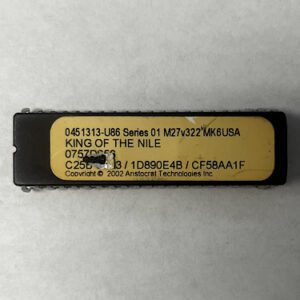 0451313-U86 Series 01 M27v322 MK6USA
KING OF THE NILE
/ 1D890E4B / CF58AA1F
Copyright © 2002 Aristocrat Technologies Inc.